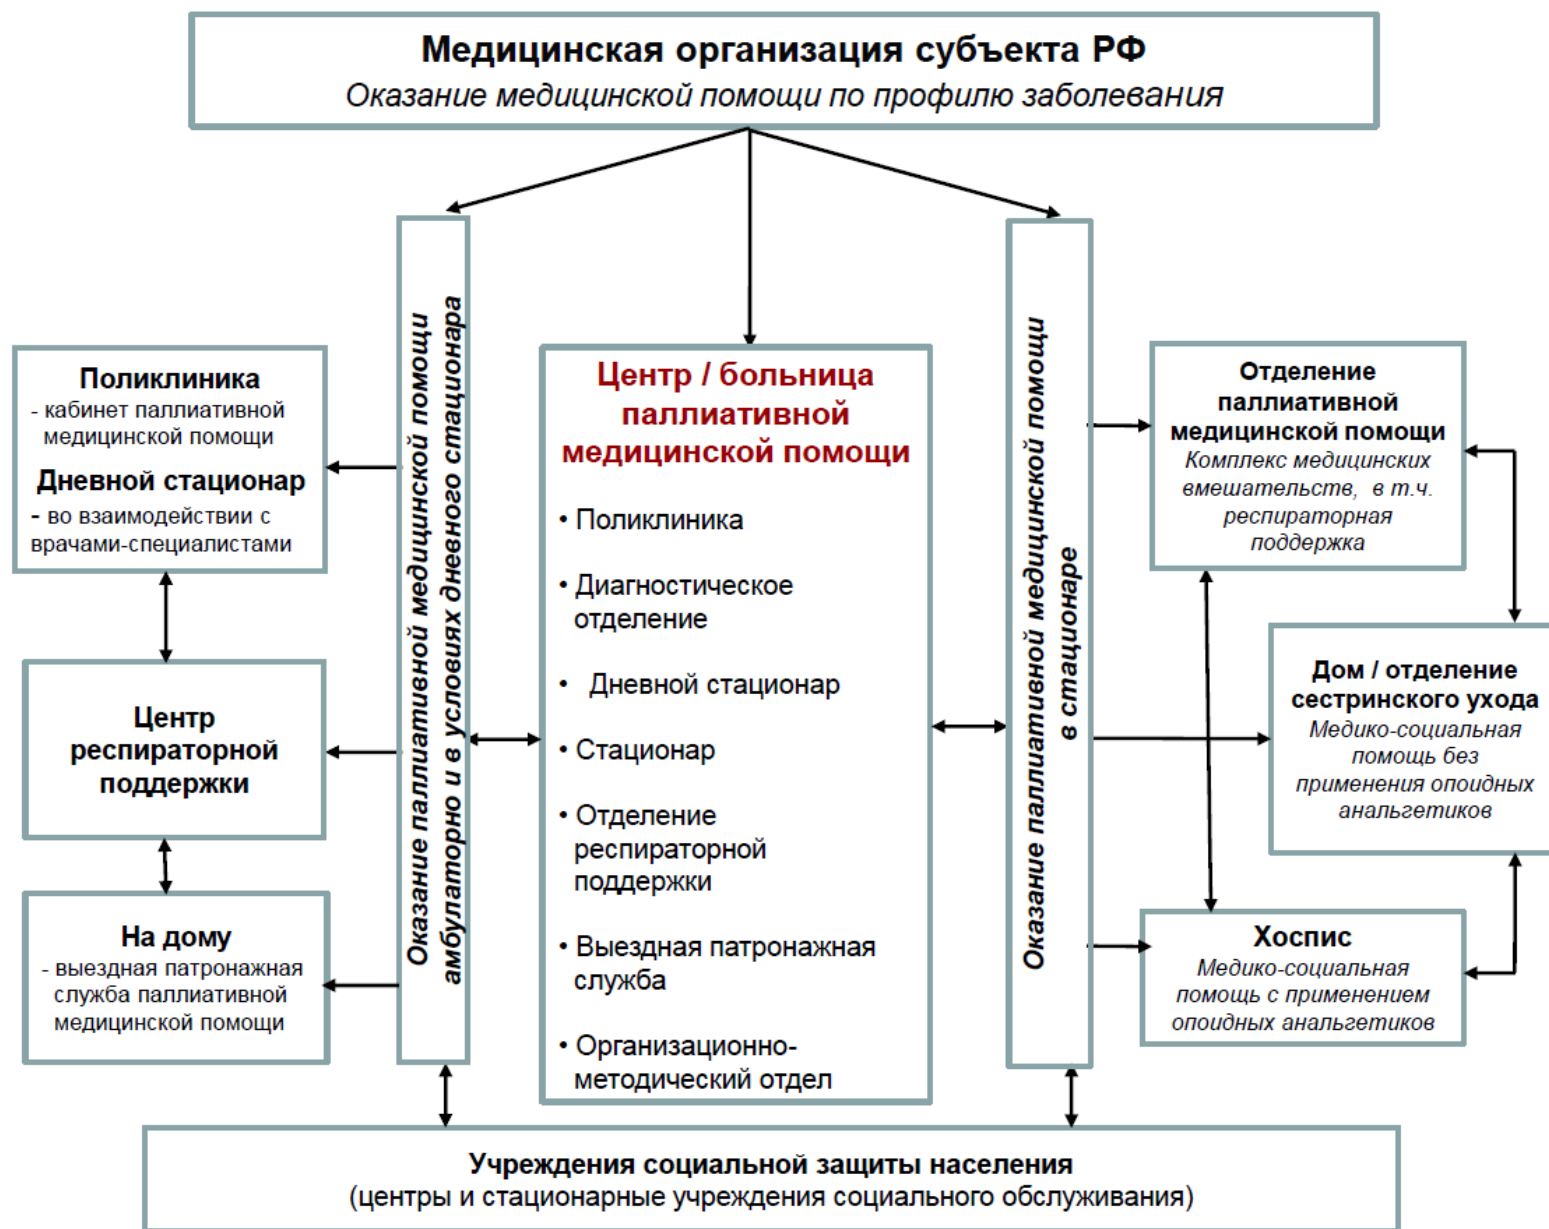 Медицинская организация субъекта РФ
Оказание медицинской помощи по профилю заболевания
Поликлиника
- кабинет паллиативной
медицинской помощи
Дневной стационар
- во взаимодействии с
врачами-специалистами
Центр
респираторной
поддержки
На дому
- выездная патронажная
служба паллиативной
медицинской помощи
Оказание паллиативной медицинской помощи
амбулаторно и в условиях дневного стационара
Центр / больница
паллиативной
медицинской помощи
• Поликлиника
• Диагностическое
отделение
• Дневной стационар
• Стационар
• Отделение
респираторной
поддержки
• Выездная патронажная
служба
• Организационно-
методический отдел
Оказание паллиативной медицинской помощи
в стационаре
Отделение
паллиативной
медицинской помощи
Комплекс медицинских
вмешательств, в т.ч.
респираторная
поддержка
Дом / отделение
сестринского ухода
Медико-социальная
помощь без
применения опоидных
анальгетиков
Хоспис
Медико-социальная
помощь с применением
опоидных анальгетиков
Учреждения социальной защиты населения
(центры и стационарные учреждения социального обслуживания)